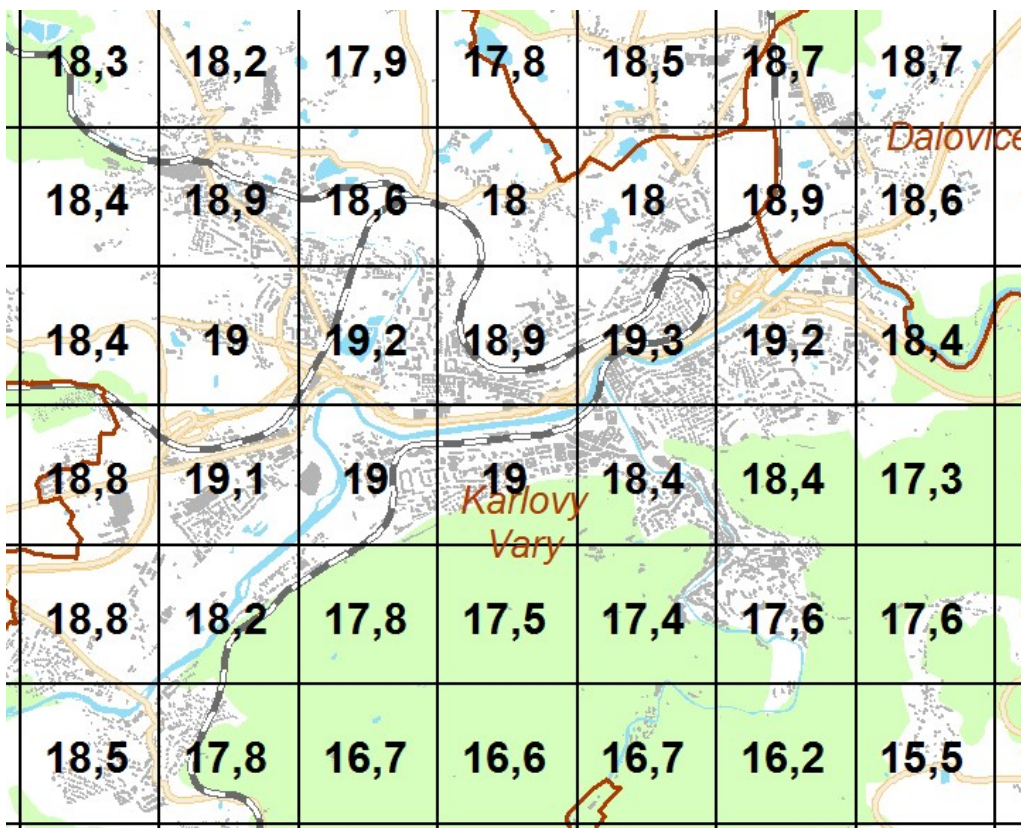 18,3 18,2 17,9 17,8 18,5 18,7 18,7
Dalovice
18,4 18,9 18,6 18 18 18,9 18,6
18,4 19 19,2 18,9 19,3 19,2 18,4
18,8 19,1 19 19 18,4 18,4 17,3
Karlovy
Vary
18,8 18,2 17,8 17,5 17,4 17,6 17,6
18,5 17,8 16,7 16,6 16,7 16,2 15,5